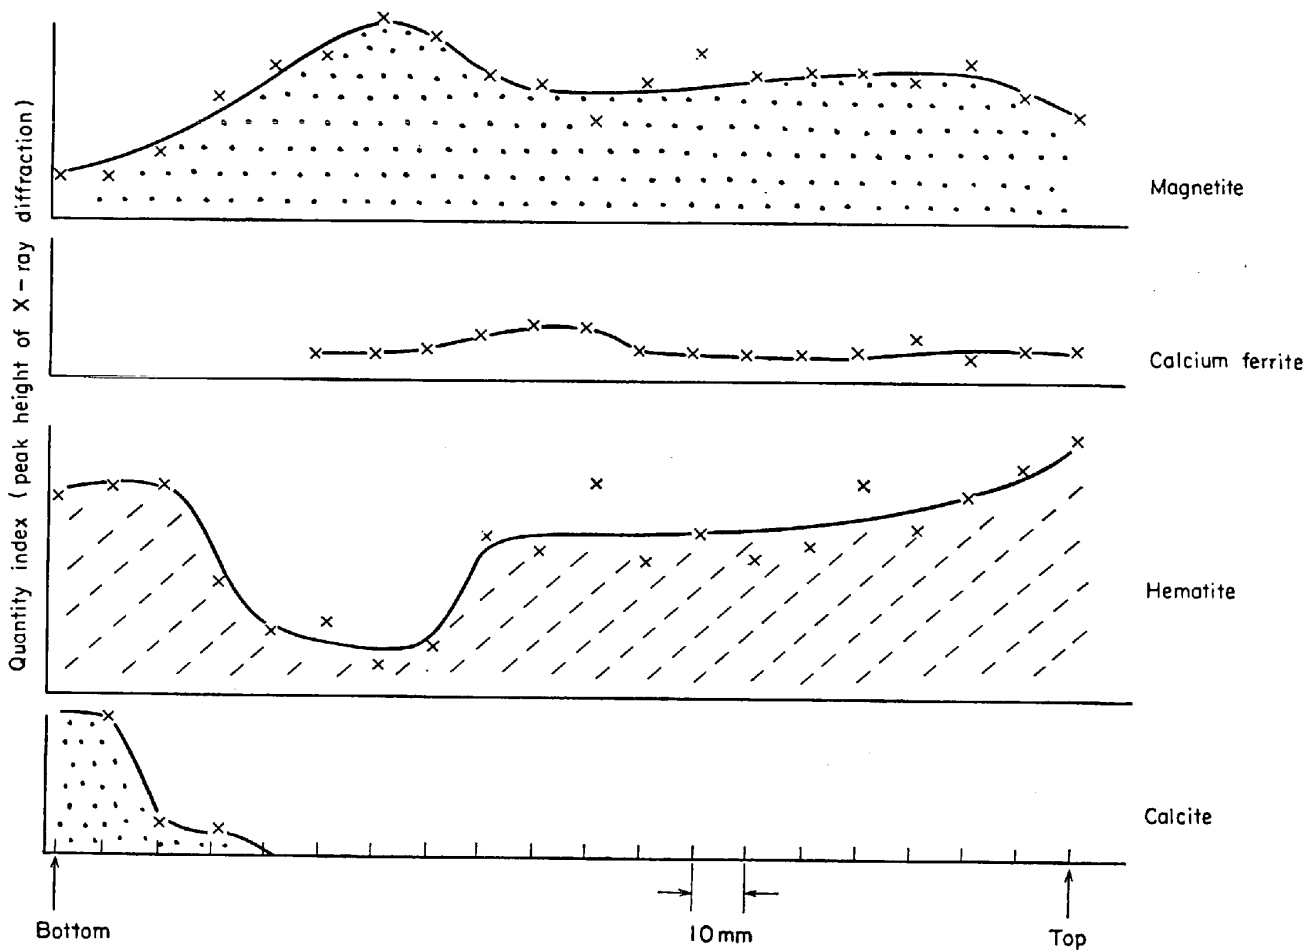 Quantity index (peak height of X-ray diffraction)
Magnetite
Calcium ferrite
Hematite
Calcite
Bottom
10 mm
Top